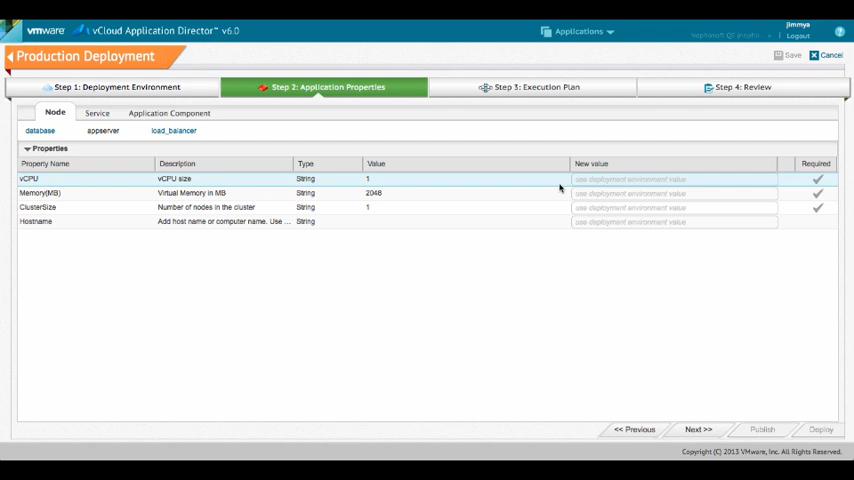 vmware vCloud Application Director™ v6.0
Applications
jimmya
Logout
Production Deployment
Save
Cancel
Step 1: Deployment Environment
Step 2: Application Properties
Step 3: Execution Plan
Step 4: Review
Node Service Application Component
database appserver load_balancer
Properties
Property Name Description Type Value New value Required
vCPU vCPU size String 1 use deployment environment value
Memory(MB) Virtual Memory in MB String 2048 use deployment environment value
ClusterSize Number of nodes in the cluster String 1 use deployment environment value
Hostname Add host name or computer name. Use ... String use deployment environment value
<< Previous Next >> Publish Deploy
Copyright (C) 2013 VMware, Inc. All Rights Reserved.